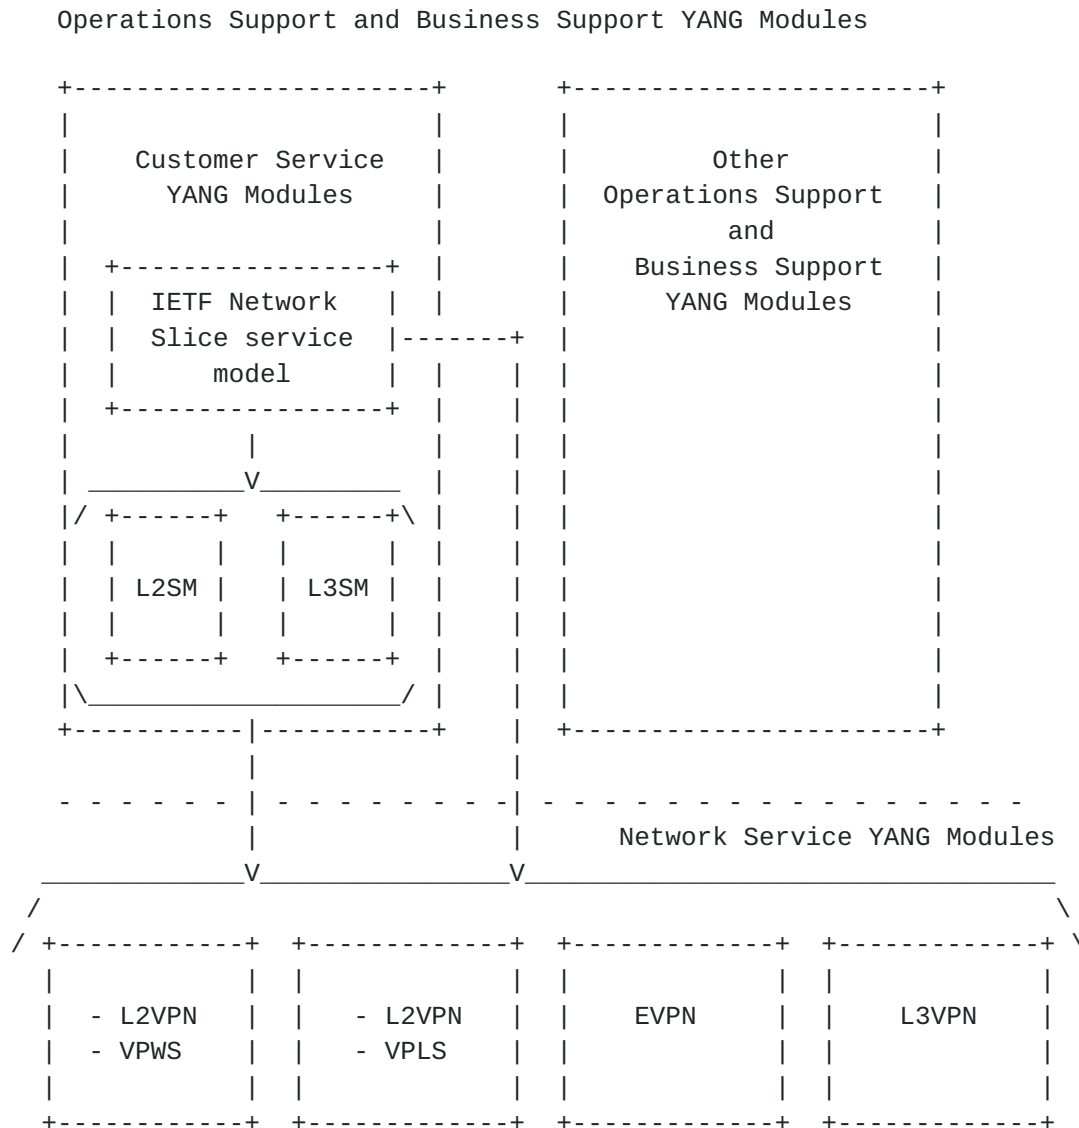 Operations Support and Business Support YANG Modules
Customer Service
YANG Modules
IETF Network
Slice service
model
L2SM
L3SM
Other
Operations Support
and
Business Support
YANG Modules
Network Service YANG Modules
- L2VPN
- VPWS
- L2VPN
- VPLS
EVPN
L3VPN